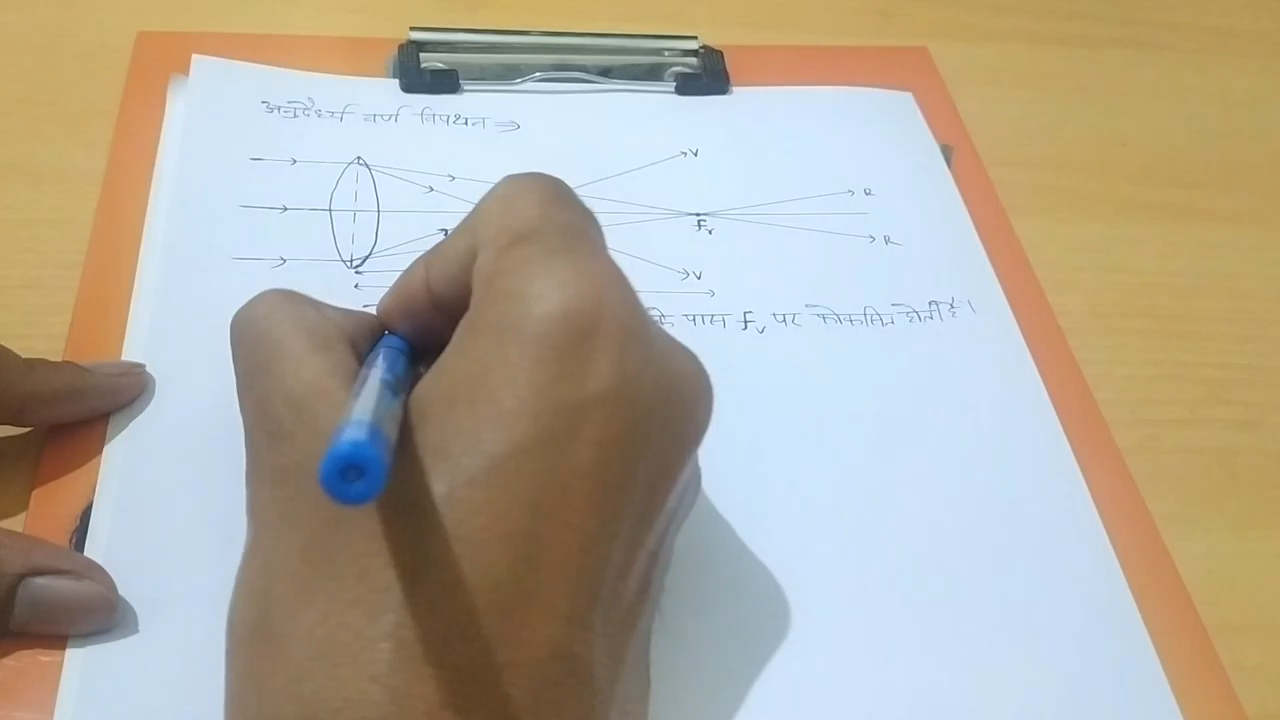 अनुदैर्ध्य वर्ण विपथन ⇒
V
R
fr
R
V
के पास fv पर फोकसित होती है।